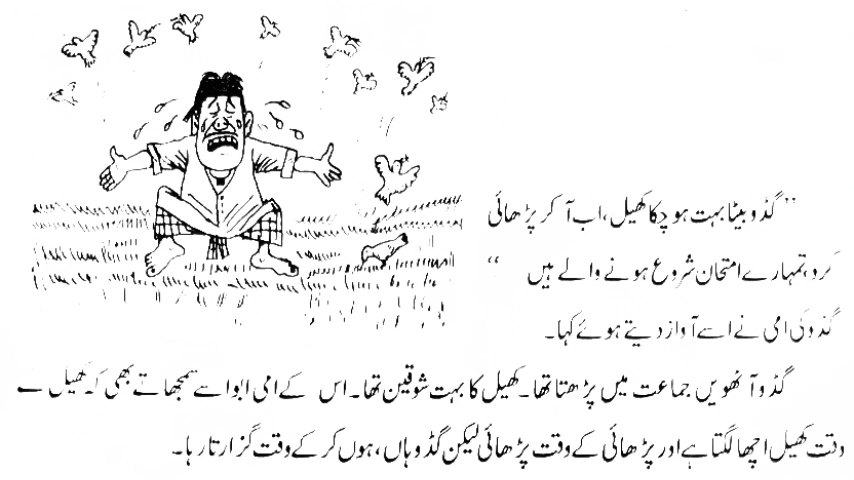 " گڈو بیٹا بہت ہو چکا کھیل، اب آ کر پڑھائی
کرو، تمہارے امتحان شروع ہونے والے ہیں "
گڈو کی امی نے اسے آواز دیتے ہوئے کہا۔
گڈو آٹھویں جماعت میں پڑھتا تھا۔ کھیل کا بہت شوقین تھا۔ اس کے امی ابو اسے سمجھاتے بھی کہ کھیل کے
وقت کھیل اچھا لگتا ہے اور پڑھائی کے وقت پڑھائی لیکن گڈو ہاں، ہوں کر کے وقت گزارتا رہا۔